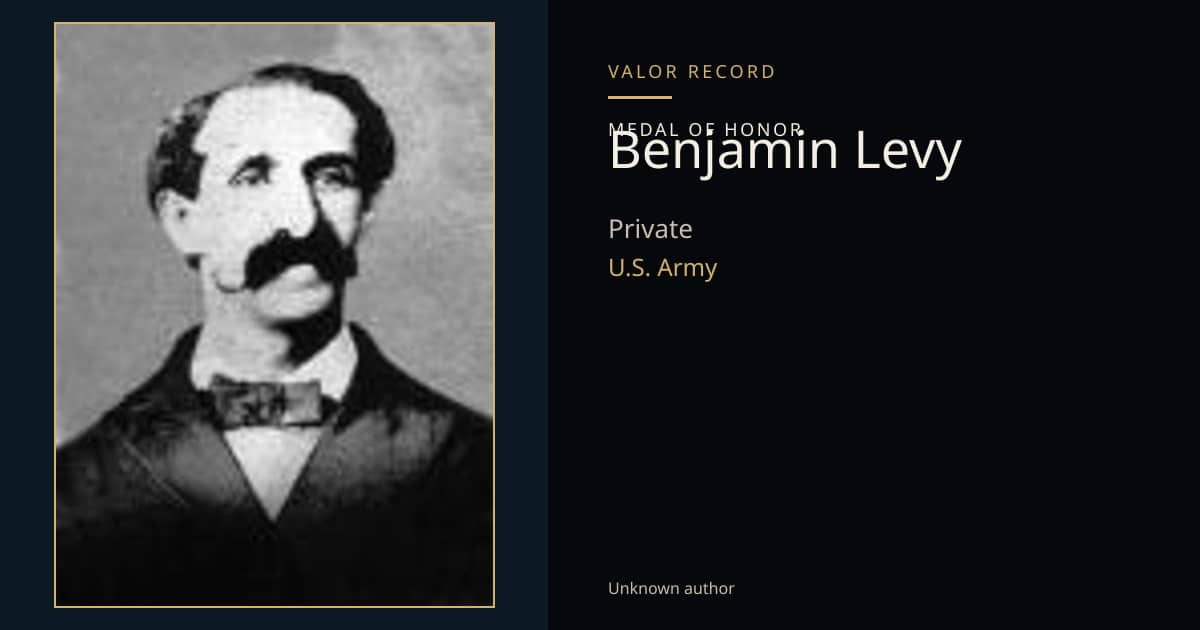 VALOR RECORD
MEDAL OF HONOR
Benjamin Levy
Private
U.S. Army
Unknown author